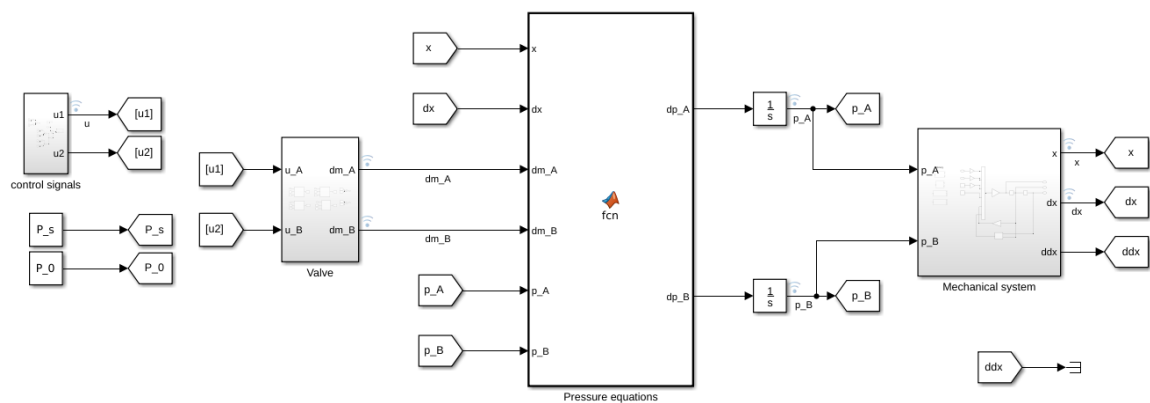 u1
u2
u
[u1]
[u2]
control signals
P_s
P_s
P_0
P_0
[u1]
[u2]
u_A
u_B
dm_A
dm_B
Valve
dm_A
dm_B
x
dx
p_A
p_B
x
dx
dm_A
dm_B
p_A
p_B
fcn
dp_A
dp_B
Pressure equations
1
s
p_A
p_A
1
s
p_B
p_B
p_A
p_B
x
dx
ddx
Mechanical system
x
dx
x
dx
ddx
ddx